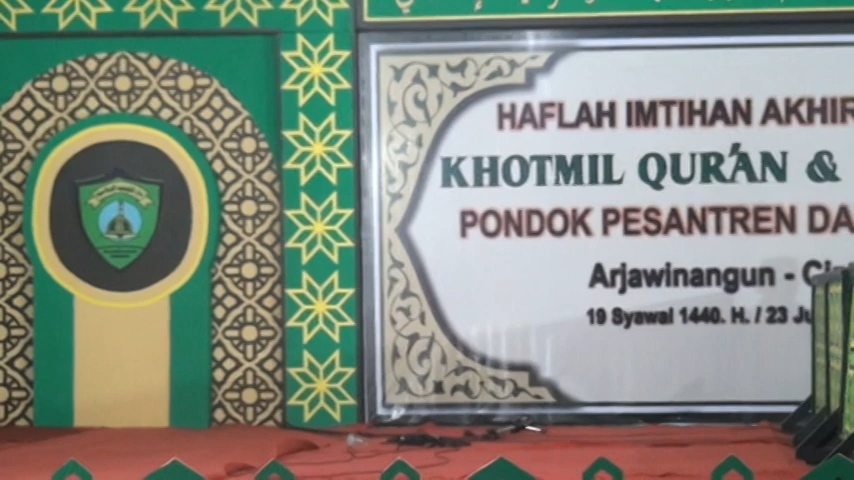 HAFLAH IMTIHAN AKHIR
KHOTMIL QUR'AN &
PONDOK PESANTREN DA
Arjawinangun - Ci
19 Syawal 1440. H. / 23 Ju